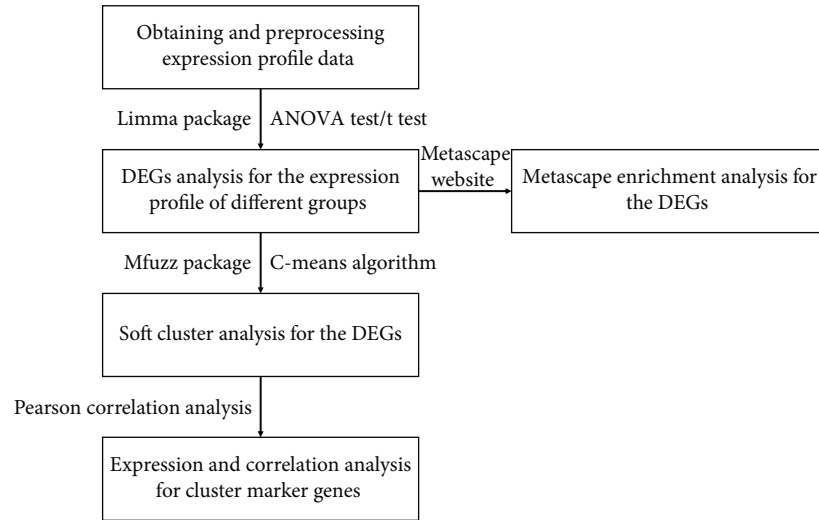 Obtaining and preprocessing
expression profile data
Limma package
ANOVA test/t test
DEGs analysis for the expression
profile of different groups
Metascape
website
Metascape enrichment analysis for
the DEGs
Mfuzz package
C-means algorithm
Soft cluster analysis for the DEGs
Pearson correlation analysis
Expression and correlation analysis
for cluster marker genes